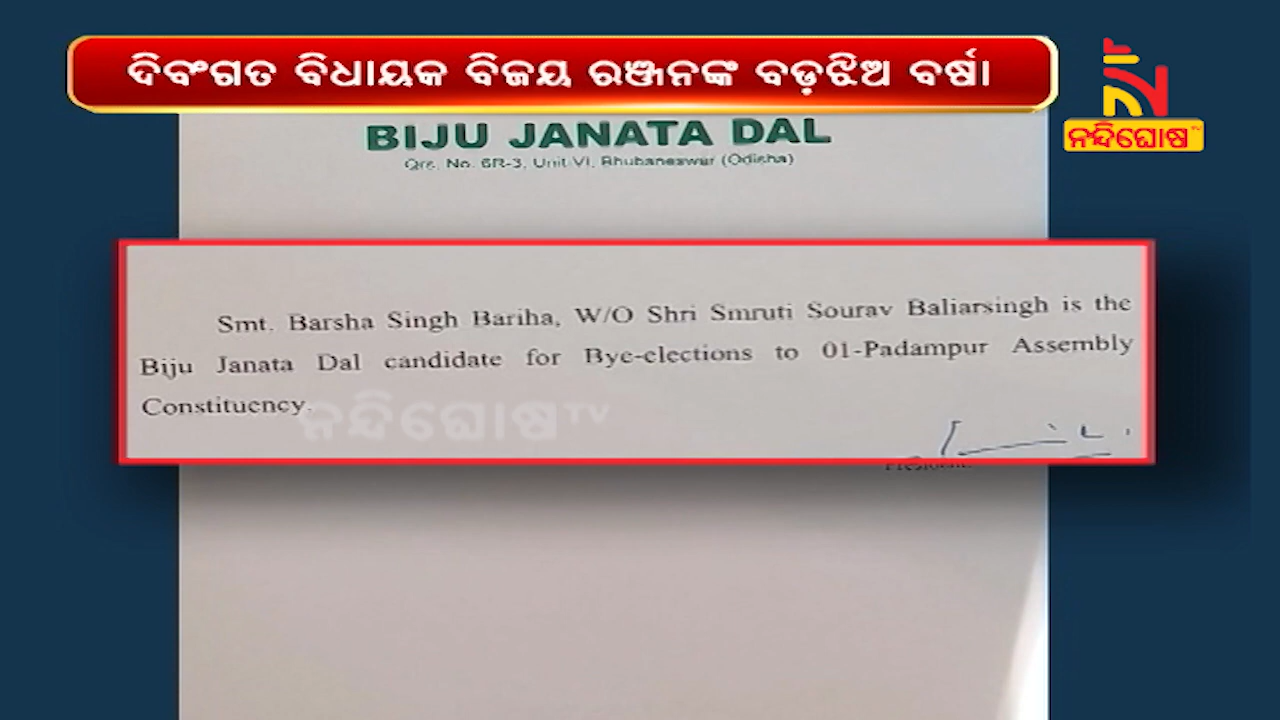 ଦିବଂଗତ ବିଧାୟକ ବିଜୟ ରଞ୍ଜନଙ୍କ ବଡ଼ଝିଅ ବର୍ଷା
ନନ୍ଦିଘୋଷ TV
BIJU JANATA DAL
Qrs. No. 6R-3, Unit-VI, Bhubaneswar (Odisha)
Smt. Barsha Singh Bariha, W/O Shri Smruti Sourav Baliarsingh is the
Biju Janata Dal candidate for Bye-elections to 01-Padampur Assembly
Constituency.
ନନ୍ଦିଘୋଷ TV
President